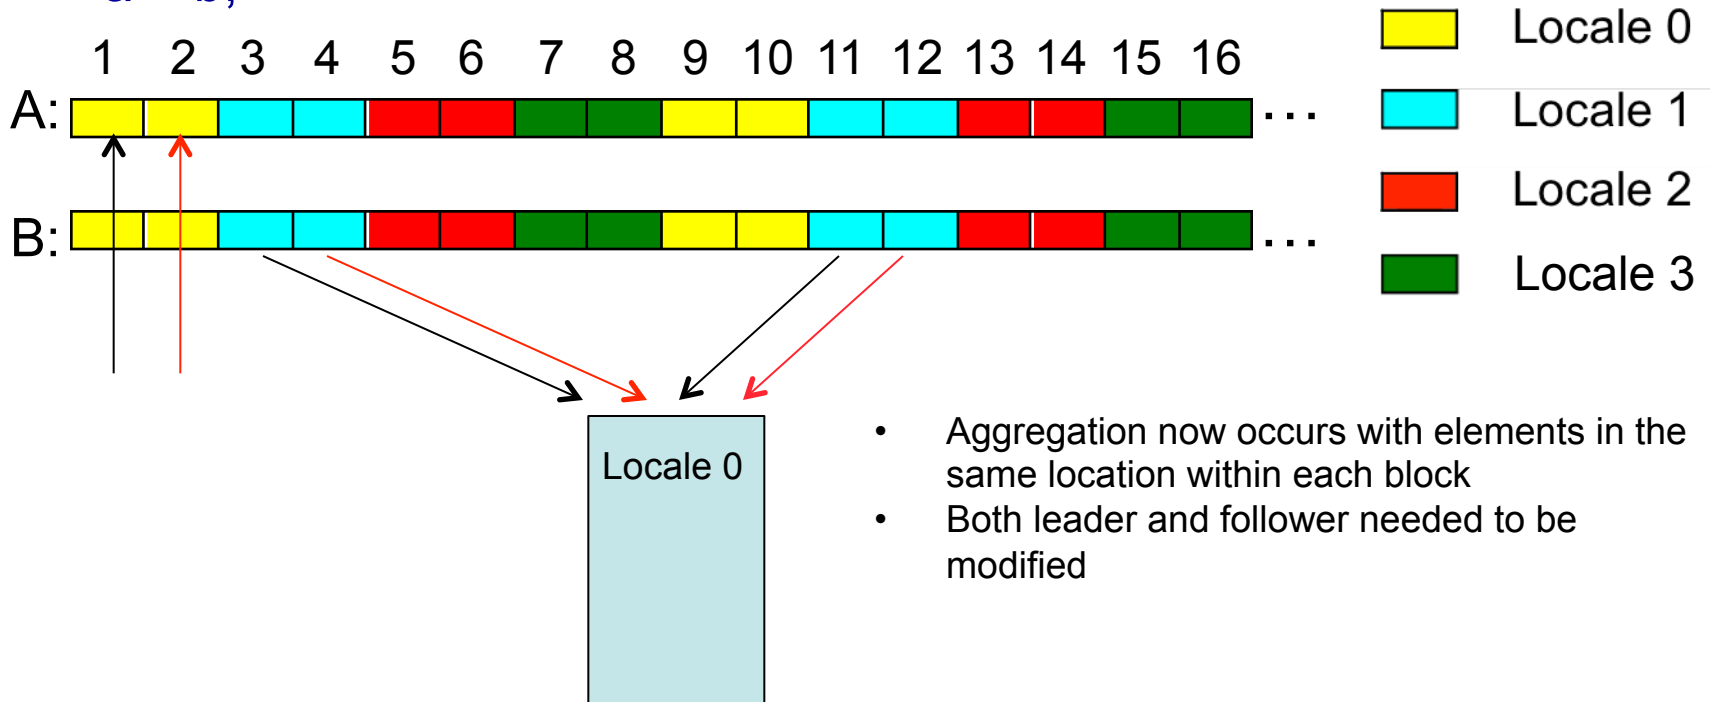 1 2 3 4 5 6 7 8 9 10 11 12 13 14 15 16
A: ...
B: ...
Locale 0
Locale 1
Locale 2
Locale 3
Locale 0
• Aggregation now occurs with elements in the
same location within each block
• Both leader and follower needed to be
modified